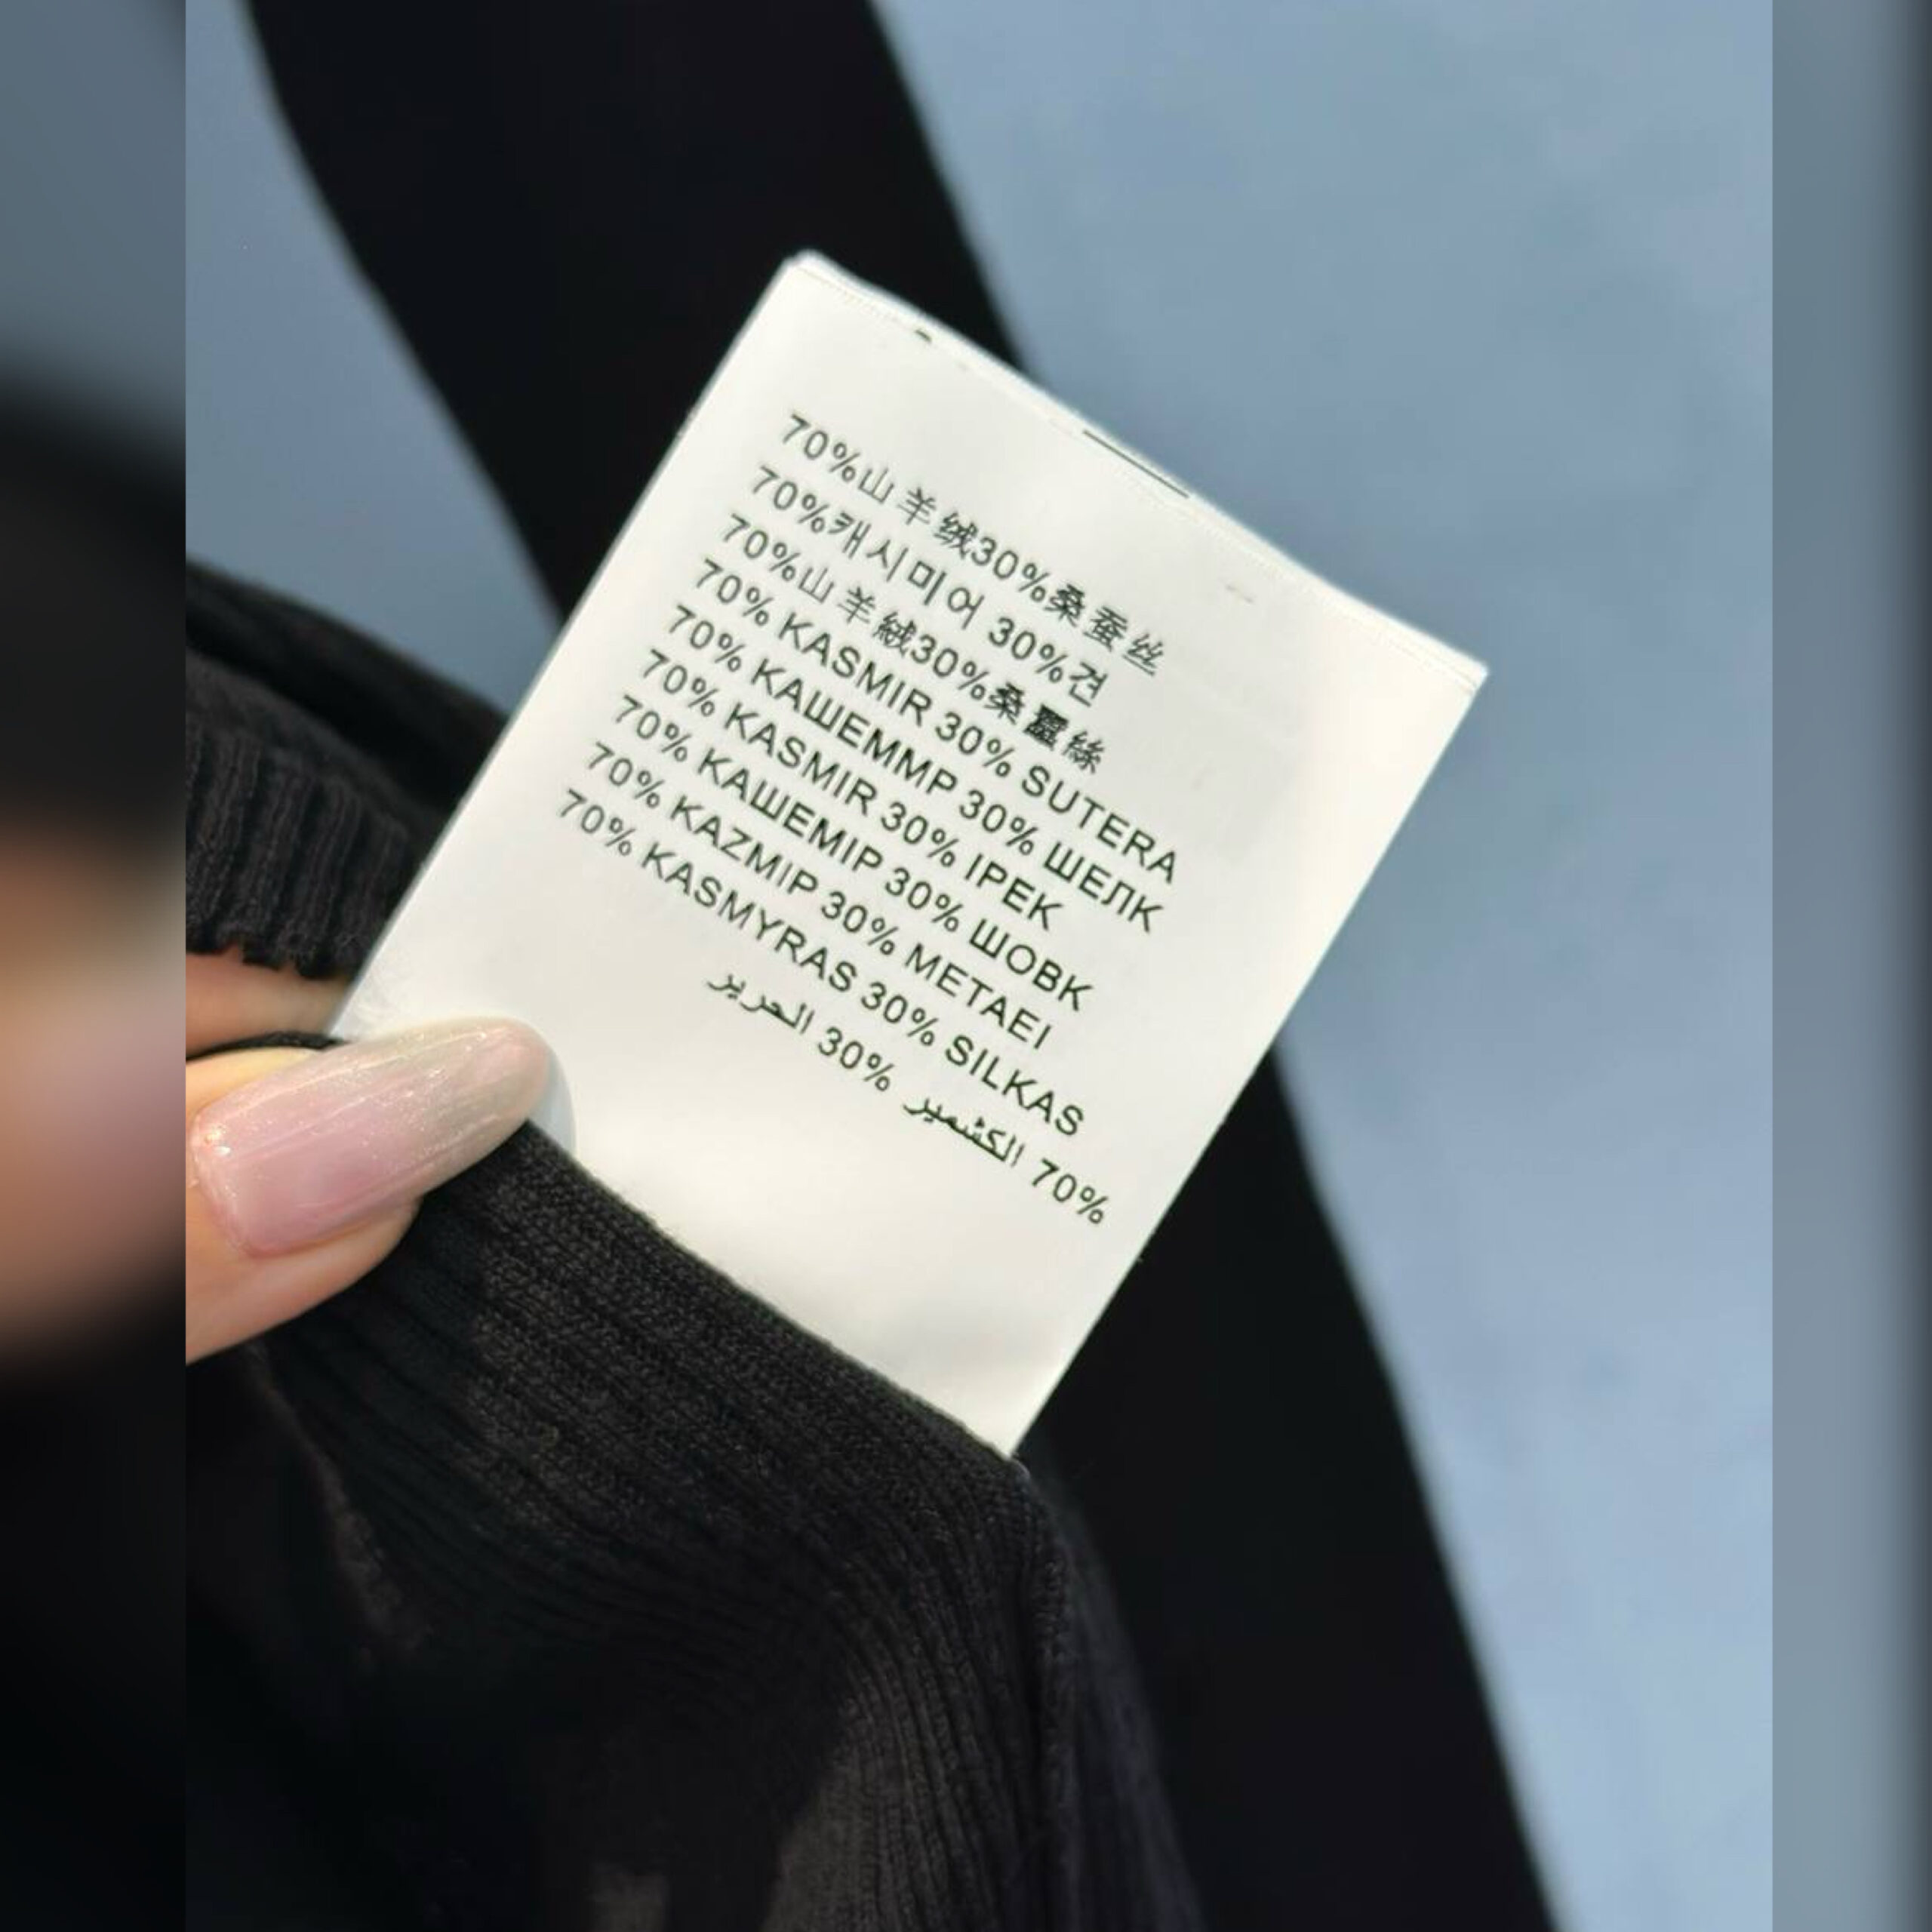 70%山羊绒30%桑蚕丝
70%캐시미어 30%견
70%山羊絨30%桑蠶絲
70% KASMIR 30% SUTERA
70% КАШЕММР 30% ШЕЛК
70% KASMIR 30% IPEK
70% КАШЕМІР 30% ШОВК
70% KAZMIP 30% METAEI
70% KASMYRAS 30% SILKAS
70% الكشمير 30% الحرير